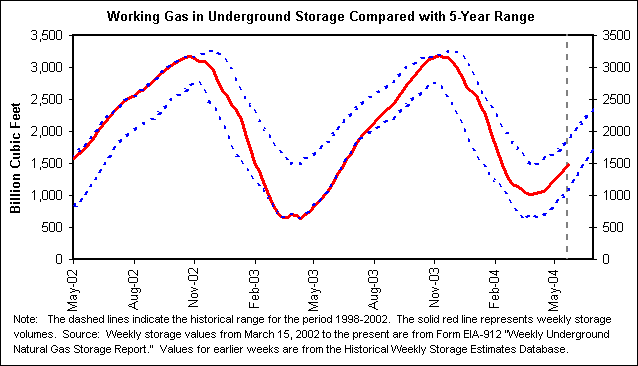 Working Gas in Underground Storage Compared with 5-Year Range
Billion Cubic Feet
3,500
3,000
2,500
2,000
1,500
1,000
500
0
3500
3000
2500
2000
1500
1000
500
0
May-02
Aug-02
Nov-02
Feb-03
May-03
Aug-03
Nov-03
Feb-04
May-04
Note: The dashed lines indicate the historical range for the period 1998-2002. The solid red line represents weekly storage
volumes. Source: Weekly storage values from March 15, 2002 to the present are from Form EIA-912 "Weekly Underground
Natural Gas Storage Report." Values for earlier weeks are from the Historical Weekly Storage Estimates Database.